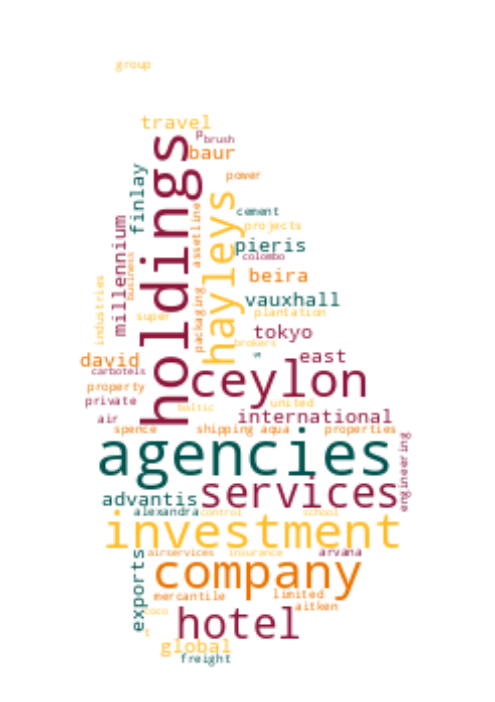 group
travel
p
brush
baur
holdings
finlay
power
hayleys
assetline
cement
projects
millennium
pieris
colombo
business
beira
industries
vauxhall
packaging
super
plantation
tokyo
brokers
east
david
carbotels
ceylon
property
private
baltic
united
air
international
spence
shipping
aqua
properties
engineering
agencies
services
advantis
alexandra
control
school
investment
airservices
insurance
arvana
exports
company
mercantile
limited
coco
aitken
t
hotel
global
freight